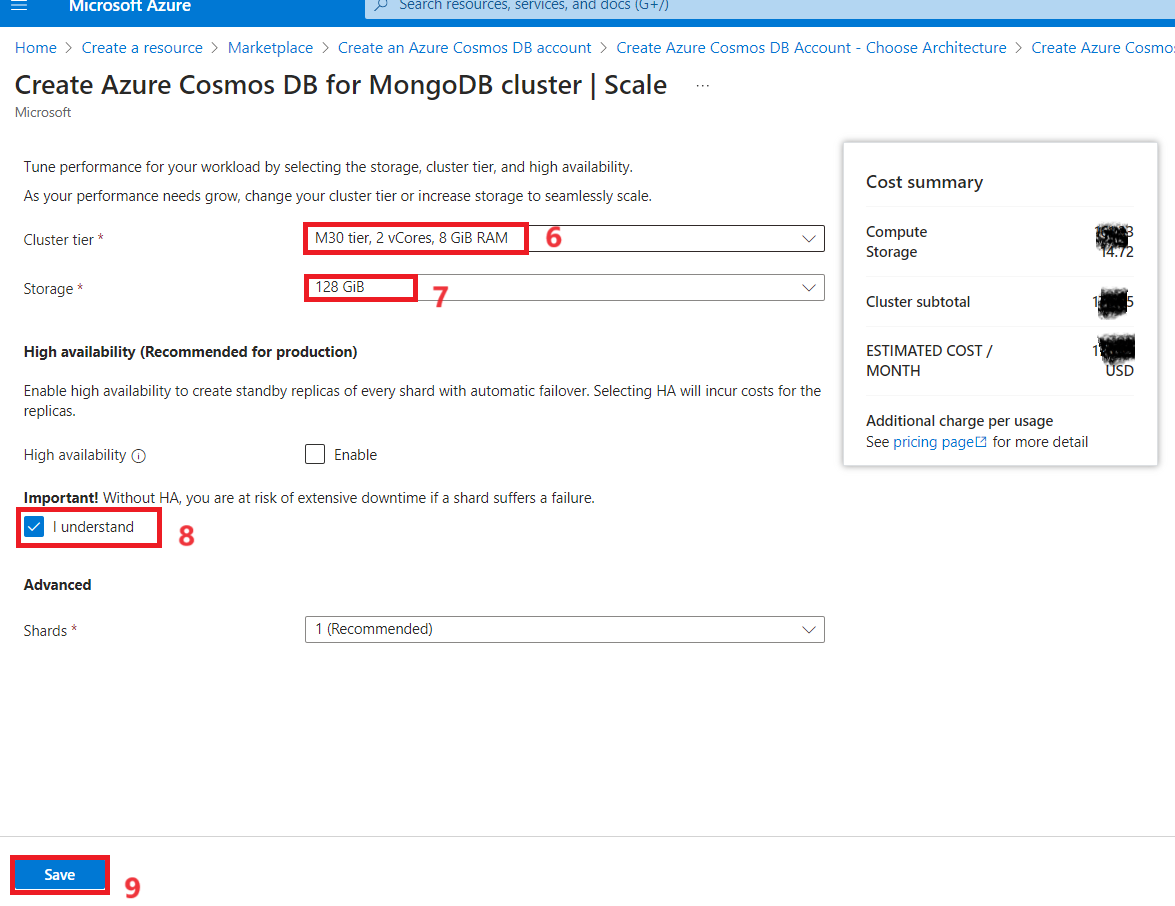 Microsoft Azure
Search resources, services, and docs (G+/)
Home > Create a resource > Marketplace > Create an Azure Cosmos DB account > Create Azure Cosmos DB Account - Choose Architecture > Create Azure Cosmos
Create Azure Cosmos DB for MongoDB cluster | Scale ...
Microsoft
Tune performance for your workload by selecting the storage, cluster tier, and high availability.
As your performance needs grow, change your cluster tier or increase storage to seamlessly scale.
Cluster tier *
M30 tier, 2 vCores, 8 GiB RAM
6
Storage *
128 GiB
7
High availability (Recommended for production)
Enable high availability to create standby replicas of every shard with automatic failover. Selecting HA will incur costs for the
replicas.
High availability
Enable
Important! Without HA, you are at risk of extensive downtime if a shard suffers a failure.
I understand
8
Advanced
Shards *
1 (Recommended)
Save
9
Cost summary
Compute
Storage 14.72
Cluster subtotal
ESTIMATED COST /
MONTH USD
Additional charge per usage
See pricing page for more detail